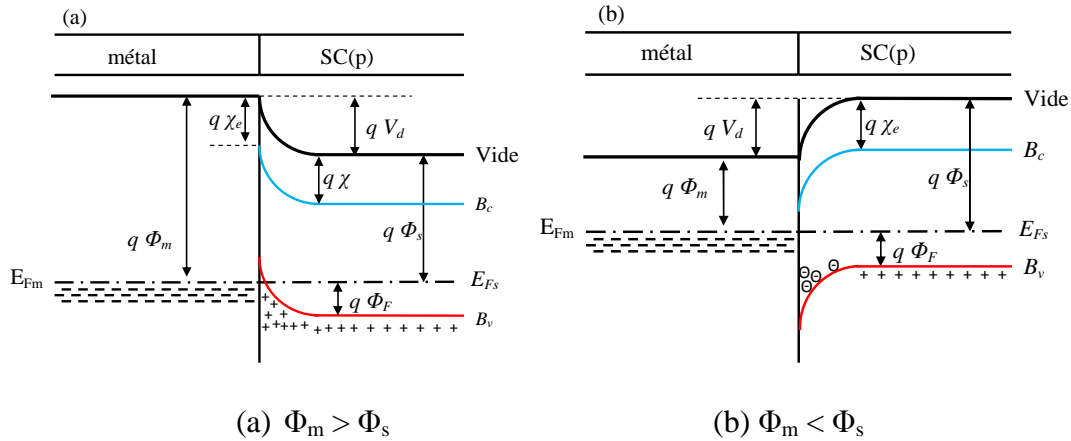 (a)
métal SC(p)
q χe
q Vd
Vide
q χ
Bc
q Φm
q Φs
EFm
EFs
q ΦF
Bv
(a) Φm > Φs
(b)
métal SC(p)
Vide
q Vd
q χe
Bc
q Φm
q Φs
EFm
EFs
q ΦF
Bv
(b) Φm < Φs